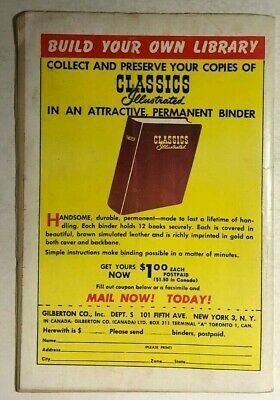 BUILD YOUR OWN LIBRARY
COLLECT AND PRESERVE YOUR COPIES OF
CLASSICS
Illustrated
IN AN ATTRACTIVE, PERMANENT BINDER
CLASSICS
Illustrated
HANDSOME, durable, permanent—made to last a lifetime of han-
dling. Each binder holds 12 books securely. Each is covered in
beautiful, brown simulated leather and is richly imprinted in gold on
both cover and backbone.
Simple instructions make binding possible in a matter of minutes.
GET YOURS NOW $1.00 EACH POSTPAID
($1.50 in Canada)
Fill out coupon below or a facsimile and
MAIL NOW! TODAY!
GILBERTON CO., Inc. DEPT. S 101 FIFTH AVE. NEW YORK 3, N. Y.
IN CANADA: GILBERTON CO. (CANADA) LTD. BOX 311 TERMINAL "A" TORONTO 1, CAN.
Herewith is $ Please send binders, postpaid.
(PLEASE PRINT)
Name
Address
City Zone State